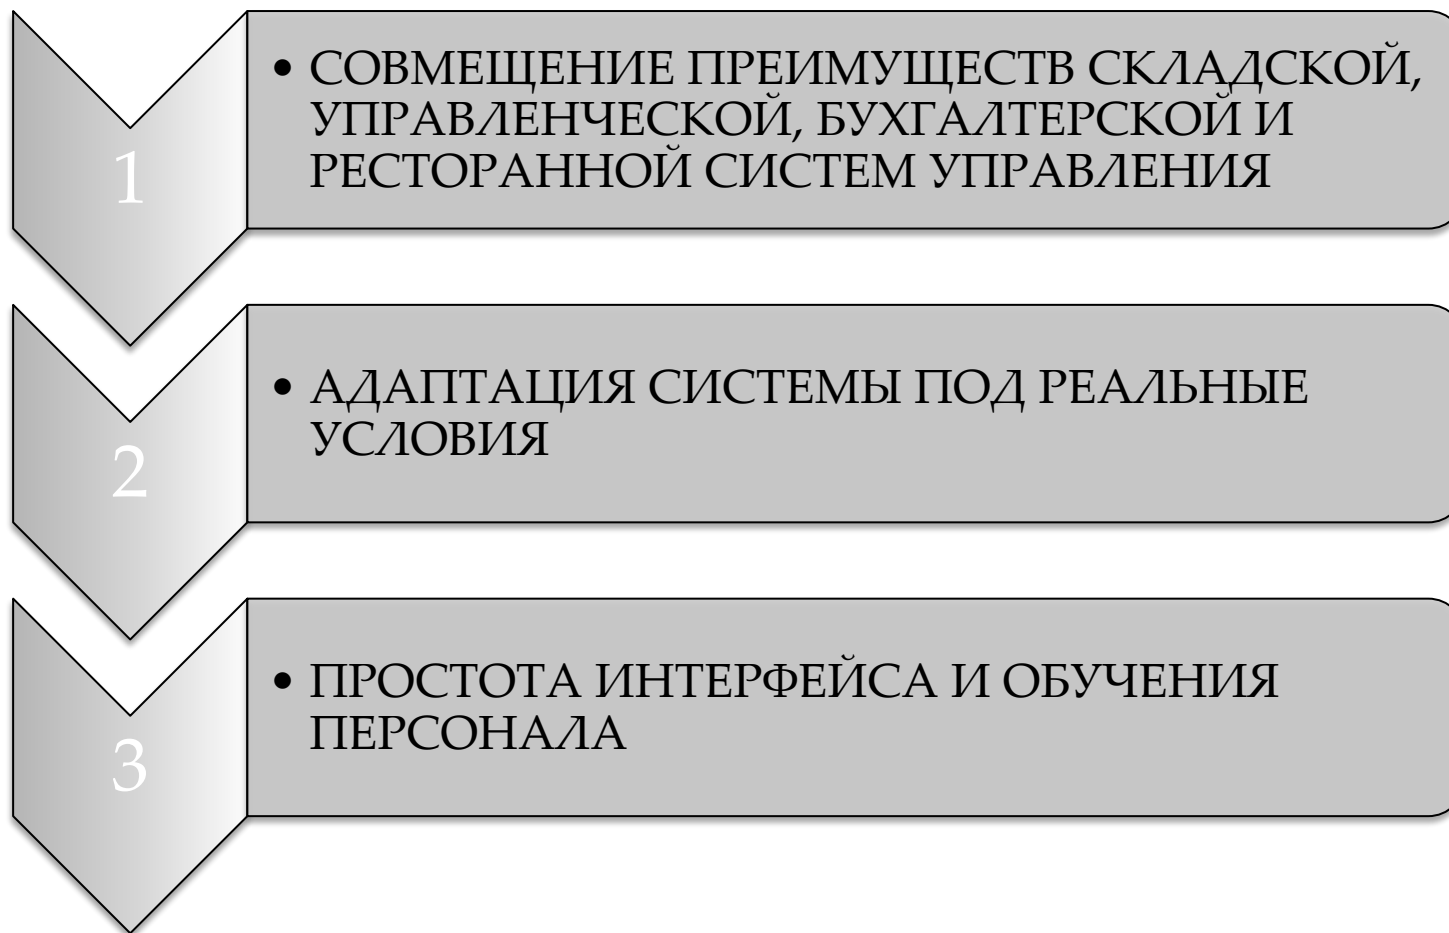 1
• СОВМЕЩЕНИЕ ПРЕИМУЩЕСТВ СКЛАДСКОЙ,
УПРАВЛЕНЧЕСКОЙ, БУХГАЛТЕРСКОЙ И
РЕСТОРАННОЙ СИСТЕМ УПРАВЛЕНИЯ
2
• АДАПТАЦИЯ СИСТЕМЫ ПОД РЕАЛЬНЫЕ
УСЛОВИЯ
3
• ПРОСТОТА ИНТЕРФЕЙСА И ОБУЧЕНИЯ
ПЕРСОНАЛА